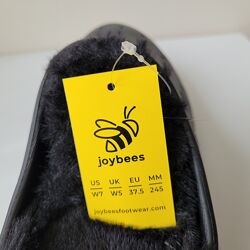 joybees
US UK EU MM
W7 W5 37.5 245
joybeesfootwear.com